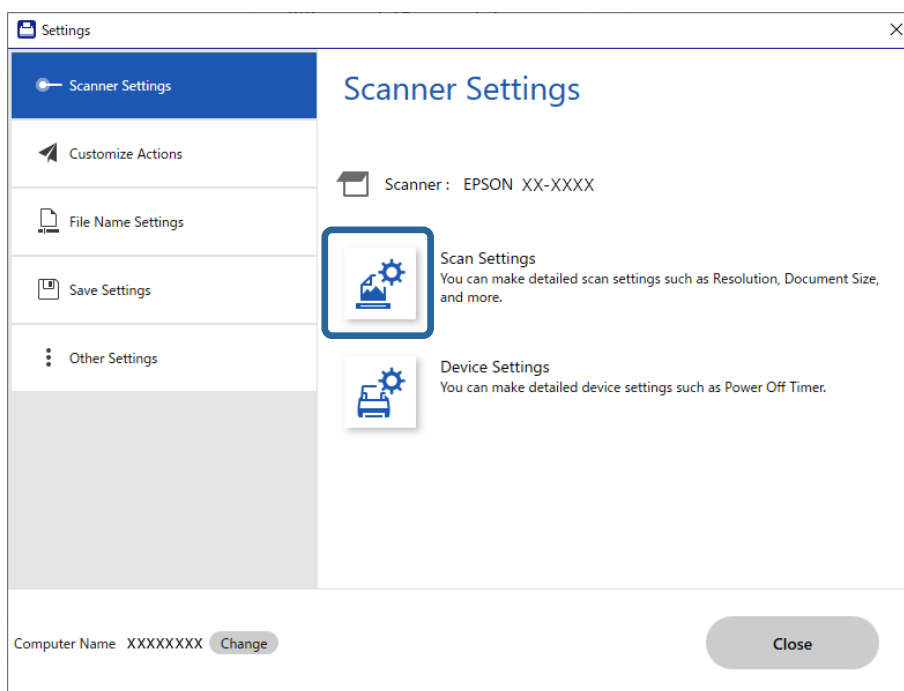 Settings
Scanner Settings
Customize Actions
File Name Settings
Save Settings
Other Settings
Scanner Settings
Scanner : EPSON XX-XXXX
Scan Settings
You can make detailed scan settings such as Resolution, Document Size,
and more.
Device Settings
You can make detailed device settings such as Power Off Timer.
Computer Name XXXXXXXX Change
Close